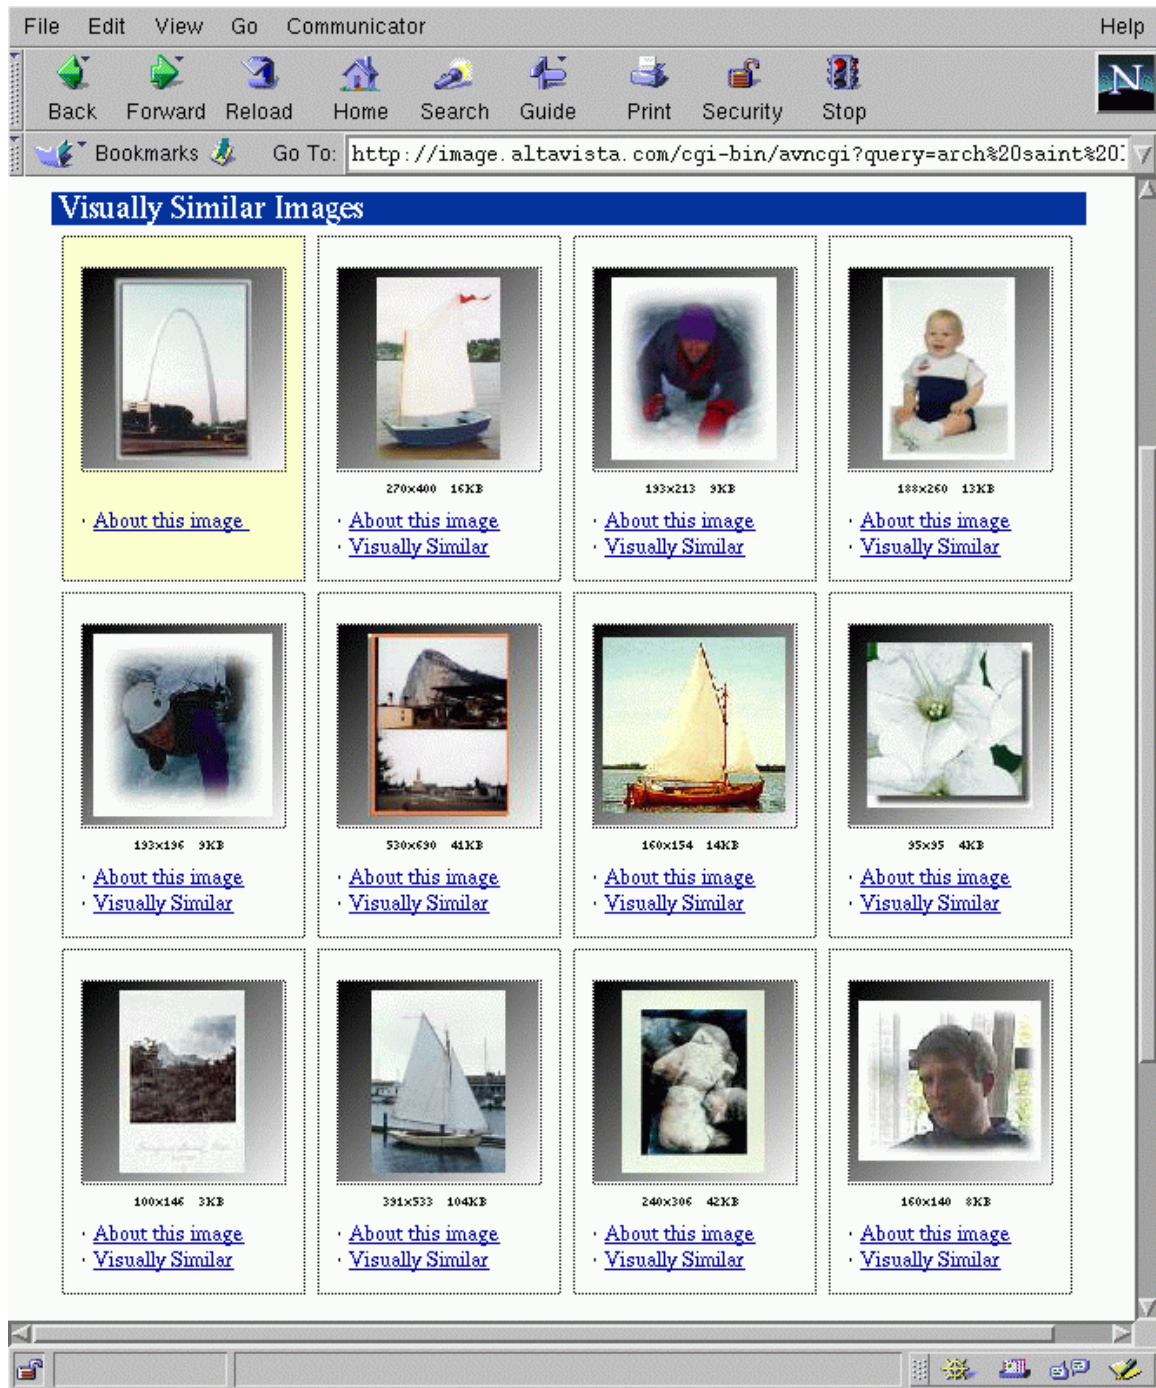 File Edit View Go Communicator Help
Back Forward Reload Home Search Guide Print Security Stop
N
Bookmarks Go To: http://image.altavista.com/cgi-bin/avncgi?query=arch%20saint%20
Visually Similar Images
270x400 16KB 193x213 9KB 188x260 13KB
· About this image · About this image · About this image · About this image
· Visually Similar · Visually Similar · Visually Similar
193x196 9KB 530x690 41KB 160x154 14KB 95x95 4KB
· About this image · About this image · About this image · About this image
· Visually Similar · Visually Similar · Visually Similar · Visually Similar
100x146 3KB 391x533 104KB 240x306 42KB 160x140 8KB
· About this image · About this image · About this image · About this image
· Visually Similar · Visually Similar · Visually Similar · Visually Similar